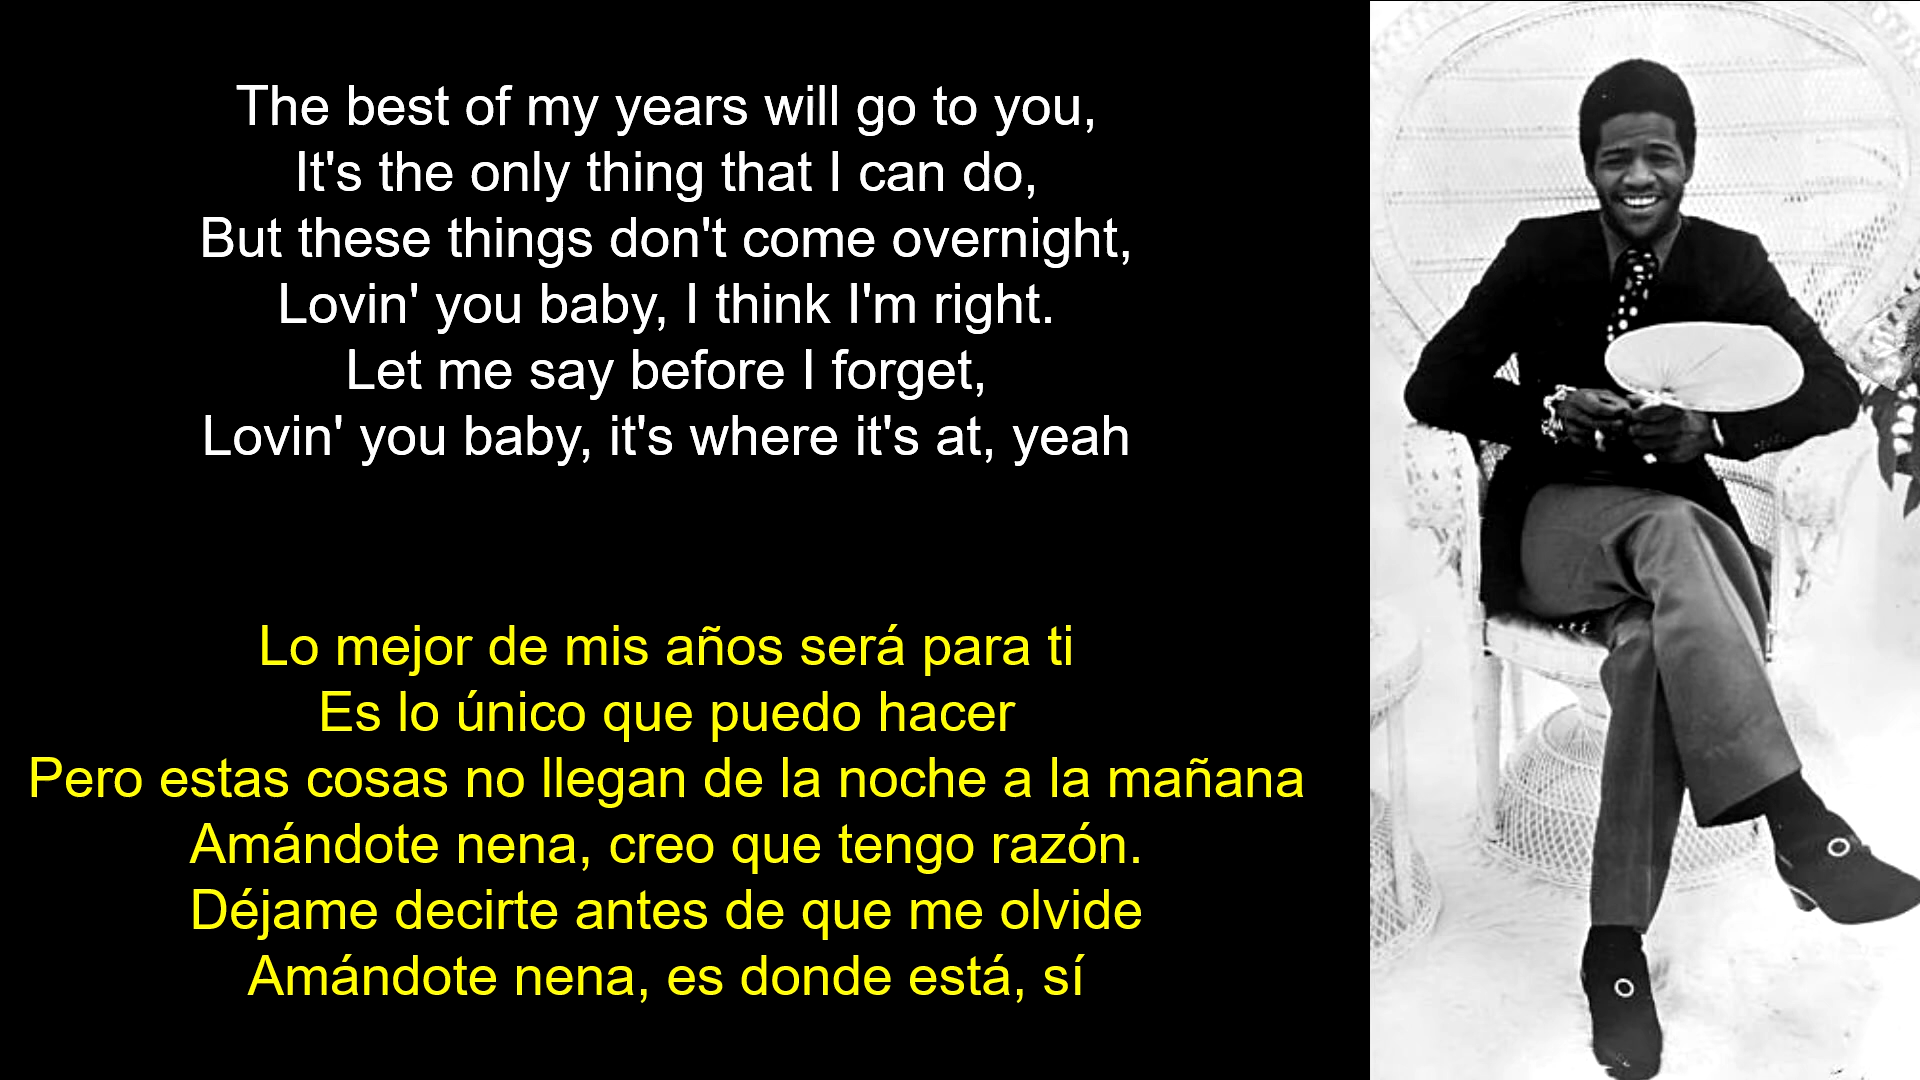 The best of my years will go to you,
It's the only thing that I can do,
But these things don't come overnight,
Lovin' you baby, I think I'm right.
Let me say before I forget,
Lovin' you baby, it's where it's at, yeah
Lo mejor de mis años será para ti
Es lo único que puedo hacer
Pero estas cosas no llegan de la noche a la mañana
Amándote nena, creo que tengo razón.
Déjame decirte antes de que me olvide
Amándote nena, es donde está, sí